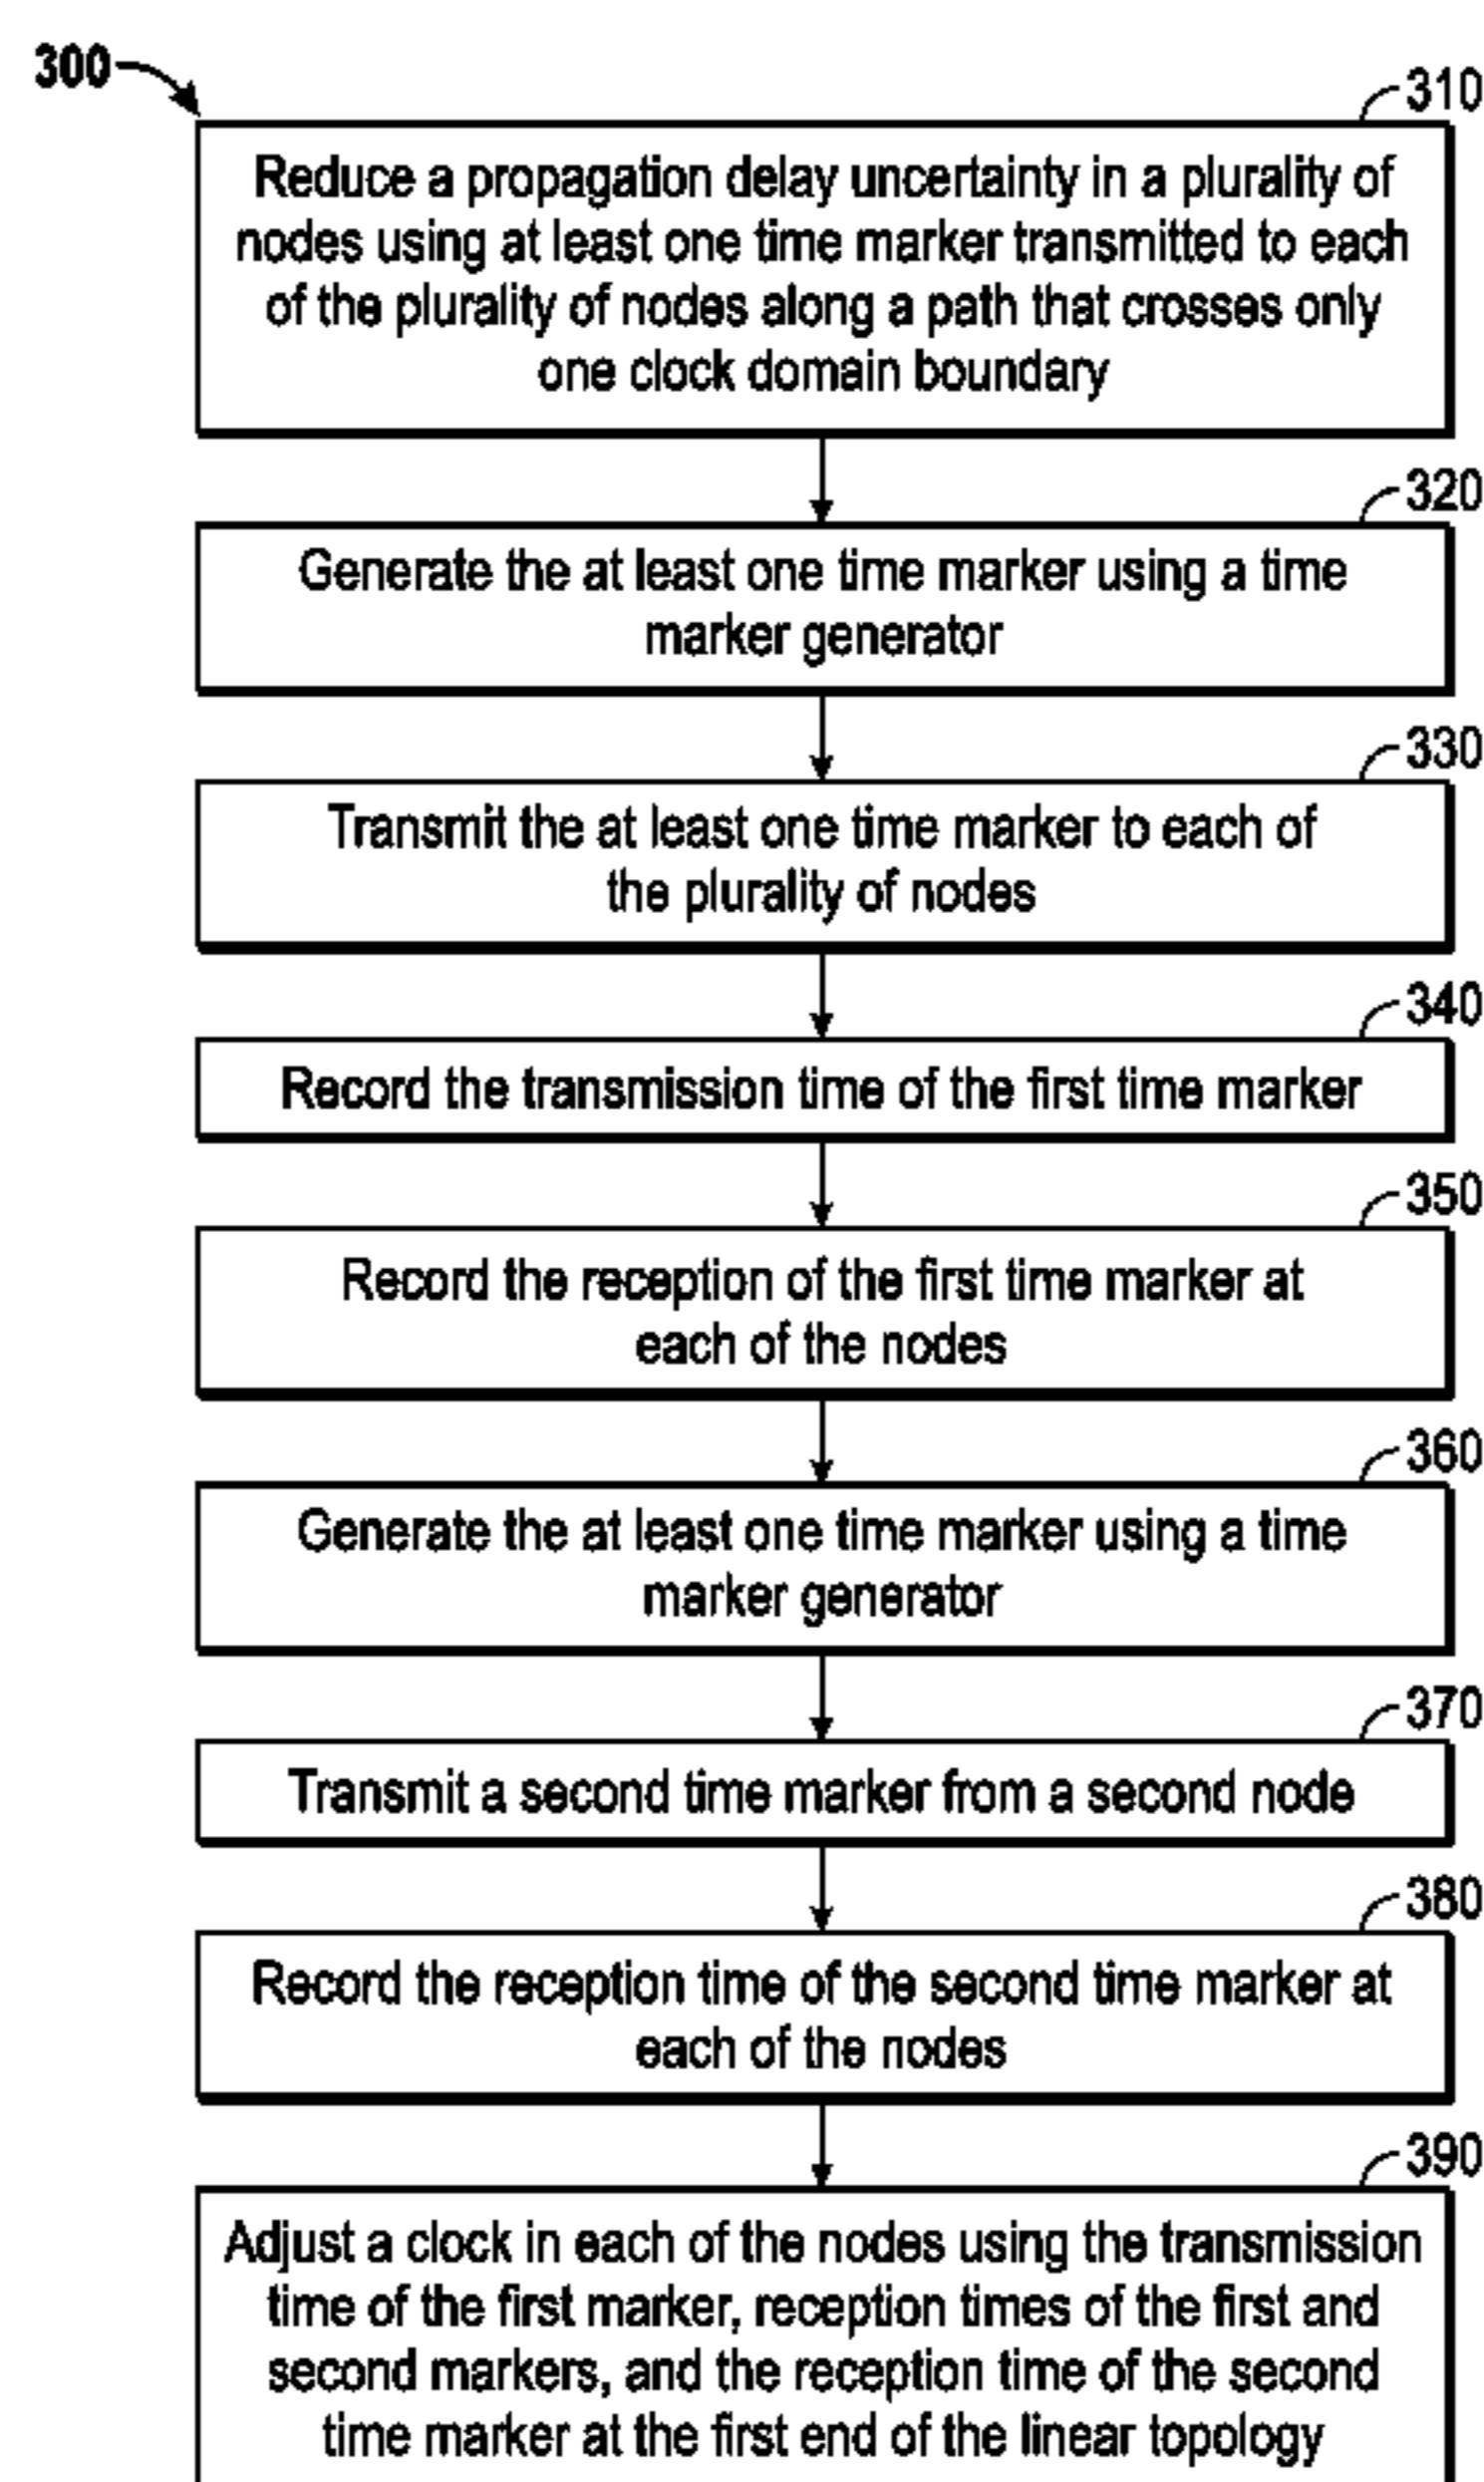 300
310
Reduce a propagation delay uncertainty in a plurality of
nodes using at least one time marker transmitted to each
of the plurality of nodes along a path that crosses only
one clock domain boundary
320
Generate the at least one time marker using a time
marker generator
330
Transmit the at least one time marker to each of
the plurality of nodes
340
Record the transmission time of the first time marker
350
Record the reception of the first time marker at
each of the nodes
360
Generate the at least one time marker using a time
marker generator
370
Transmit a second time marker from a second node
380
Record the reception time of the second time marker at
each of the nodes
390
Adjust a clock in each of the nodes using the transmission
time of the first marker, reception times of the first and
second markers, and the reception time of the second
time marker at the first end of the linear topology